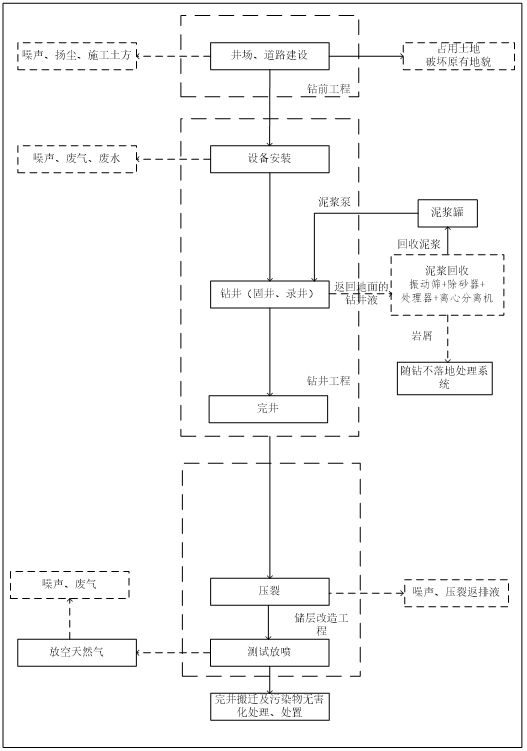 噪声、扬尘、施工土方
井场、道路建设
占用土地
破坏原有地貌
钻前工程
噪声、废气、废水
设备安装
泥浆泵
泥浆罐
回收泥浆
钻井（固井、录井）
返回地面的
钻井液
泥浆回收
振动筛+除砂器+
处理器+离心分离机
岩屑
随钻不落地处理系
统
钻井工程
完井
噪声、废气
压裂
噪声、压裂返排液
储层改造工
程
放空天然气
测试放喷
完井搬迁及污染物无害
化处理、处置